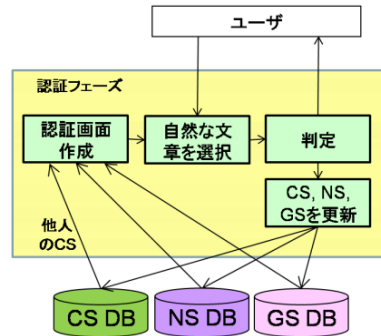 ユーザ
認証フェーズ
認証画面
作成
自然な文
章を選択
判定
CS, NS,
GSを更新
他人
のCS
CS DB
NS DB
GS DB